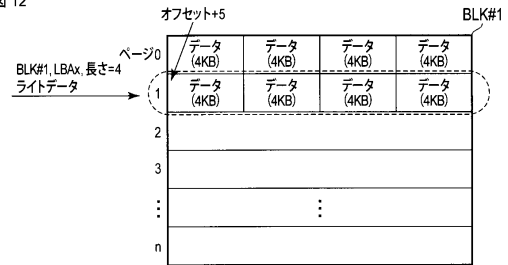 図 12
オフセット+5
BLK#1
ページ0
データ
(4KB)
データ
(4KB)
データ
(4KB)
データ
(4KB)
BLK#1, LBAx, 長さ=4
ライトデータ
1
データ
(4KB)
データ
(4KB)
データ
(4KB)
データ
(4KB)
2
3
⋮
⋮
n